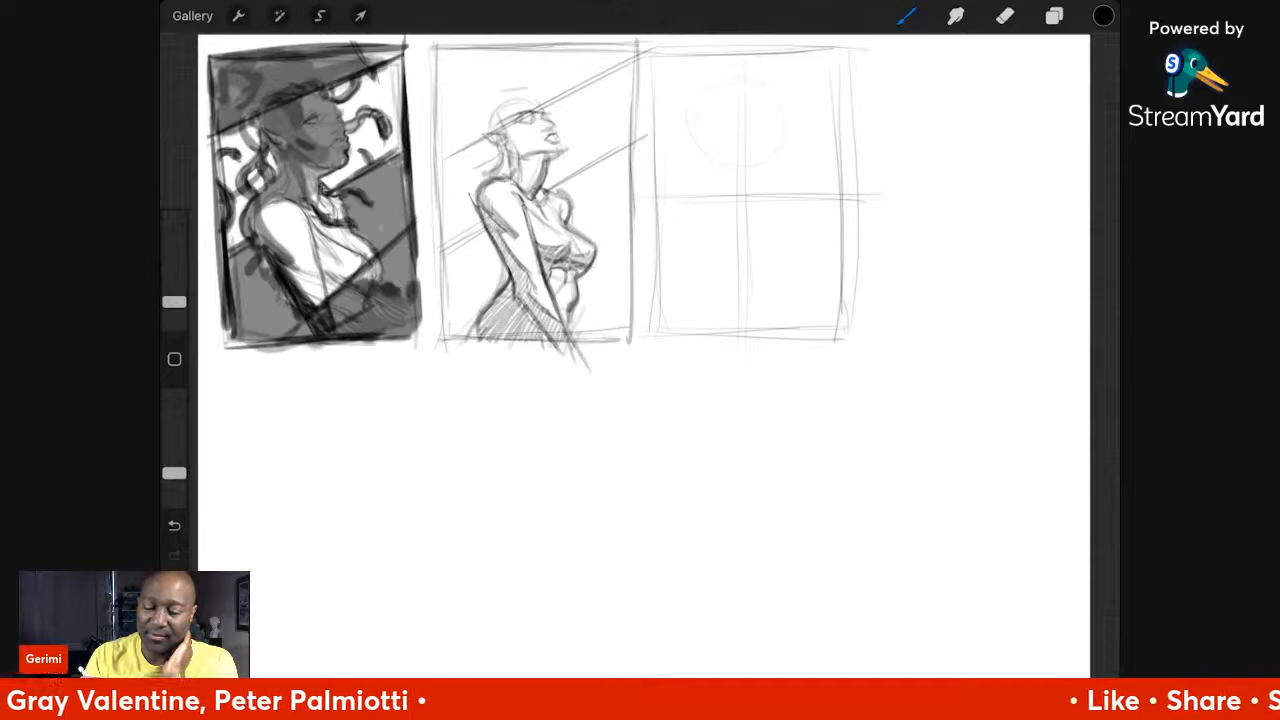 Gallery
Powered by
S
StreamYard
Gerimi
Gray Valentine, Peter Palmiotti •
• Like • Share • S